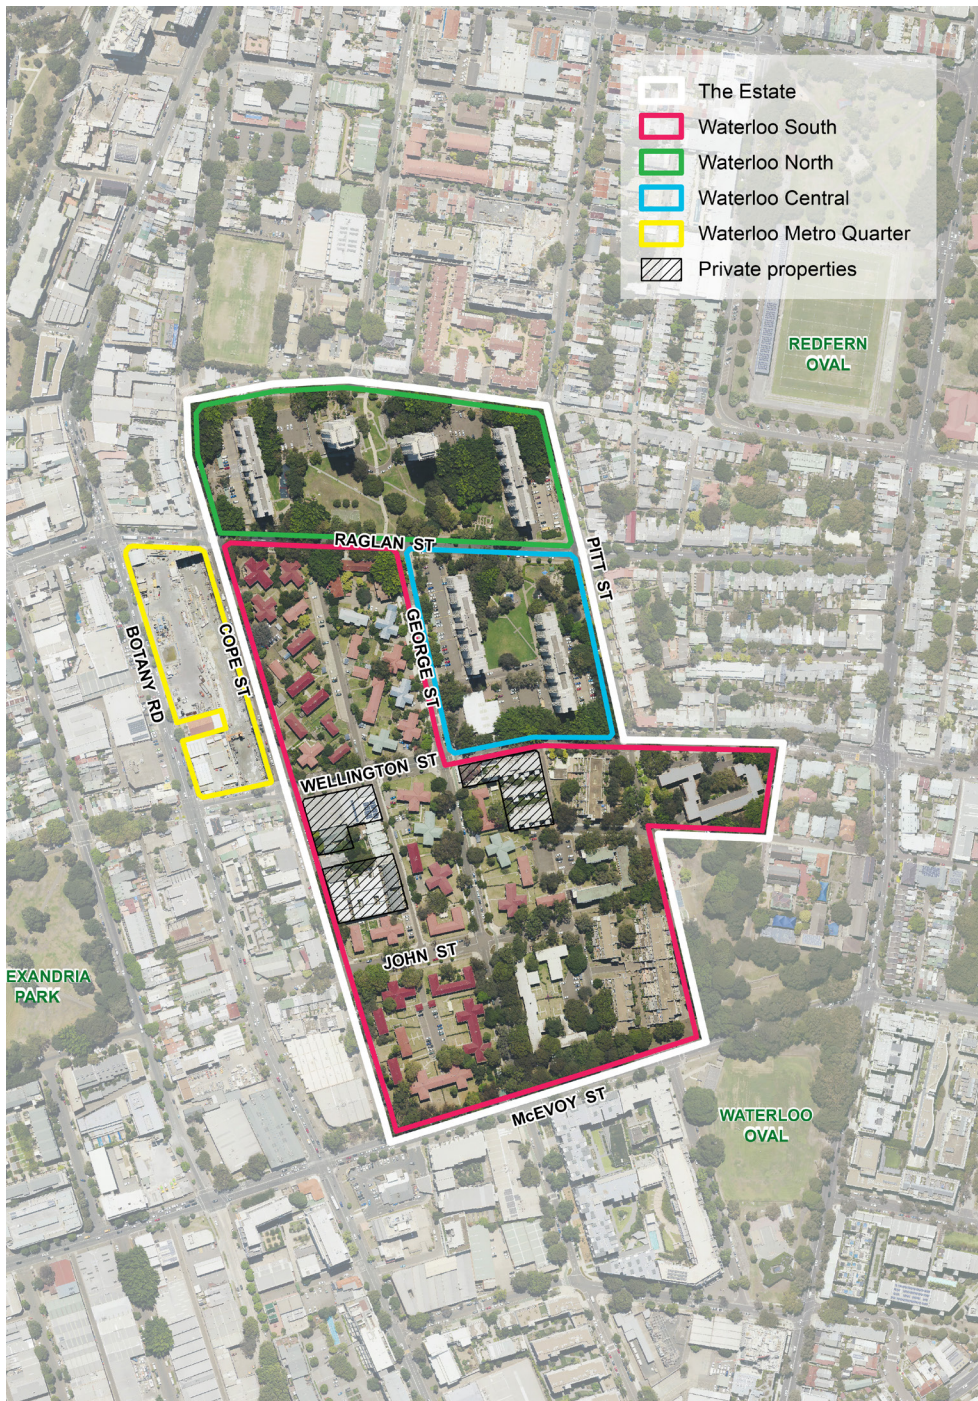 The Estate
Waterloo South
Waterloo North
Waterloo Central
Waterloo Metro Quarter
Private properties
REDFERN
OVAL
RAGLAN ST
PITT ST
GEORGE ST
COPE ST
BOTANY RD
WELLINGTON ST
JOHN ST
EXANDRIA
PARK
McEVOY ST
WATERLOO
OVAL